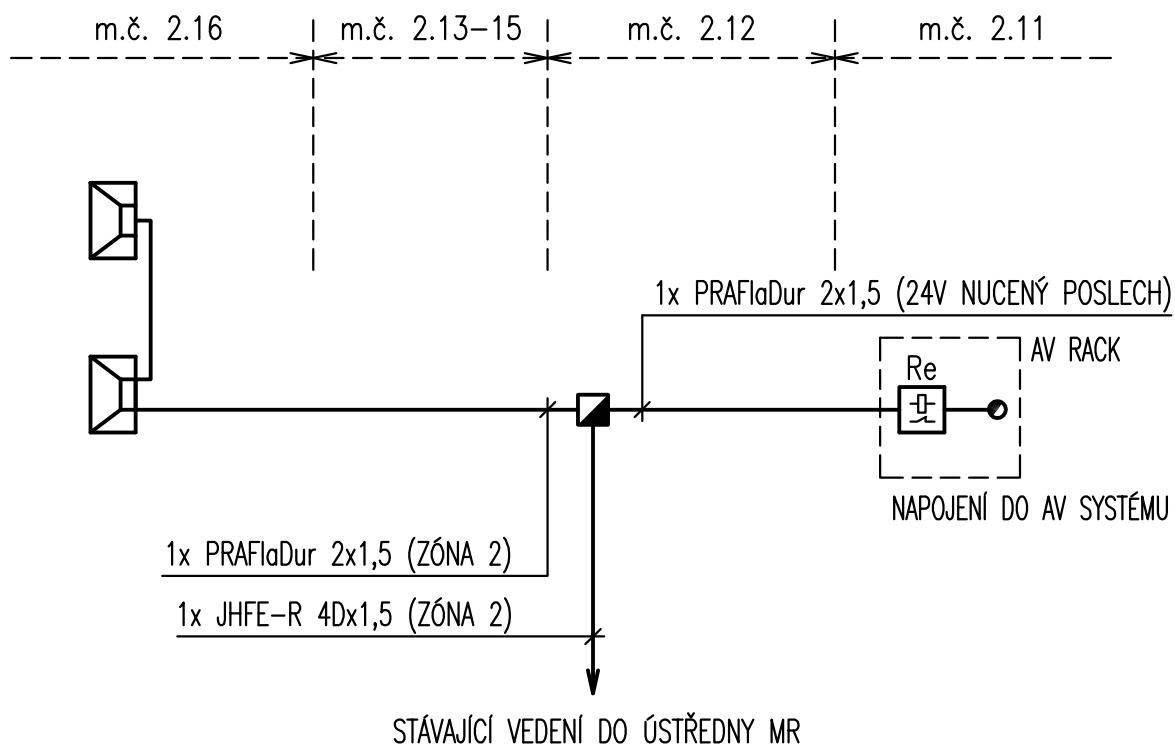 m.č. 2.16
m.č. 2.13-15
m.č. 2.12
m.č. 2.11
1x PRAFlaDur 2x1,5 (24V NUCENÝ POSLECH)
AV RACK
Re
NAPOJENÍ DO AV SYSTÉMU
1x PRAFlaDur 2x1,5 (ZÓNA 2)
1x JHFE-R 4Dx1,5 (ZÓNA 2)
STÁVAJÍCÍ VEDENÍ DO ÚSTŘEDNY MR